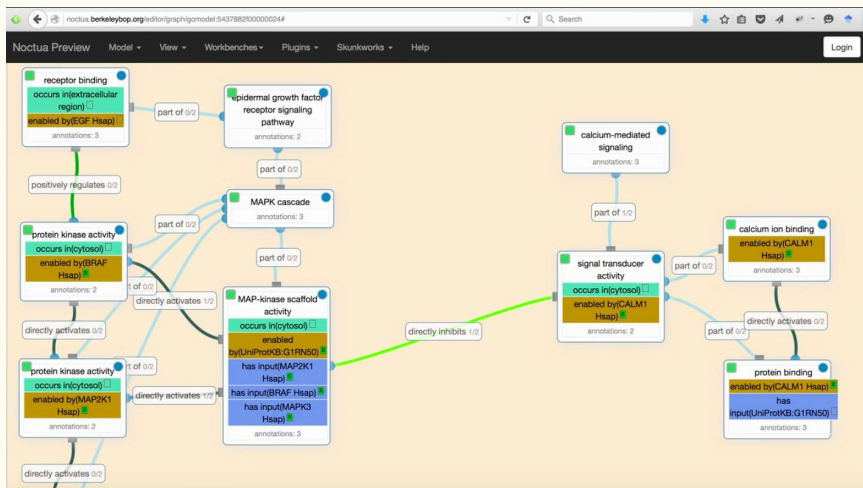 noctua.berkeleybop.org/editor/graph/gomodel:5437882f00000024#
Search
Noctua Preview
Model
View
Workbenches
Plugins
Skunkworks
Help
Login
receptor binding
occurs in(extracellular
region)
enabled by(EGF Hsap)
annotations: 3
part of 0/2
epidermal growth factor
receptor signaling
pathway
annotations: 2
part of 0/2
positively regulates 0/2
MAPK cascade
annotations: 3
part of 0/2
part of 0/2
protein kinase activity
occurs in(cytosol)
enabled by(BRAF
Hsap)
annotations: 2
t of 0/2
directly activates 0/2
directly activates 1/2
MAP-kinase scaffold
activity
occurs in(cytosol)
enabled
by(UniProtKB:G1RN50)
has input(MAP2K1
Hsap)
has input(BRAF Hsap)
has input(MAPK3
Hsap)
annotations: 3
protein kinase activity
occurs in(cytosol)
enabled by(MAP2K1
Hsap)
annotations: 2
rt of 0/2
directly activates 1/2
directly activates 0/2
directly inhibits 1/2
calcium-mediated
signaling
annotations: 3
part of 1/2
signal transducer
activity
occurs in(cytosol)
enabled by(CALM1
Hsap)
annotations: 2
part of 0/2
part of 0/2
calcium ion binding
enabled by(CALM1
Hsap)
annotations: 3
directly activates 0/2
protein binding
enabled by(CALM1 Hsap)
has
input(UniProtKB:G1RN50)
annotations: 3